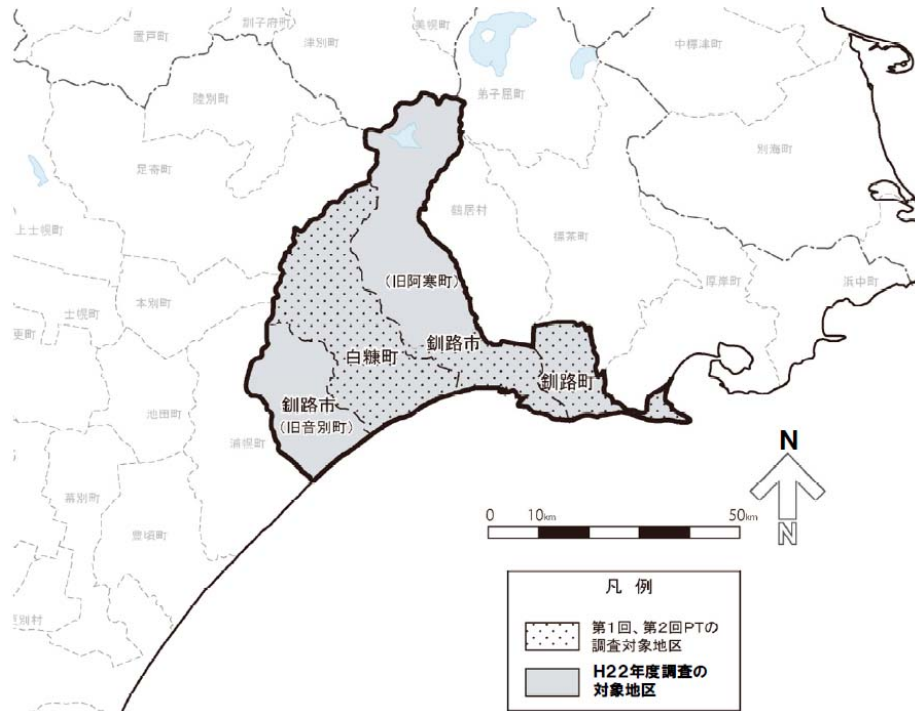 置戸町
訓子府町
津別町
美幌町
中標津町
陸別町
弟子屈町
別海町
足寄町
鶴居村
標茶町
上士幌町
厚岸町
浜中町
(旧阿寒町)
本別町
士幌町
釧路市
白糠町
釧路町
釧路市
(旧音別町)
池田町
浦幌町
幕別町
豊頃町
N
N
0 10km 50km
凡 例
第1回、第2回PTの
調査対象地区
H22年度調査の
対象地区